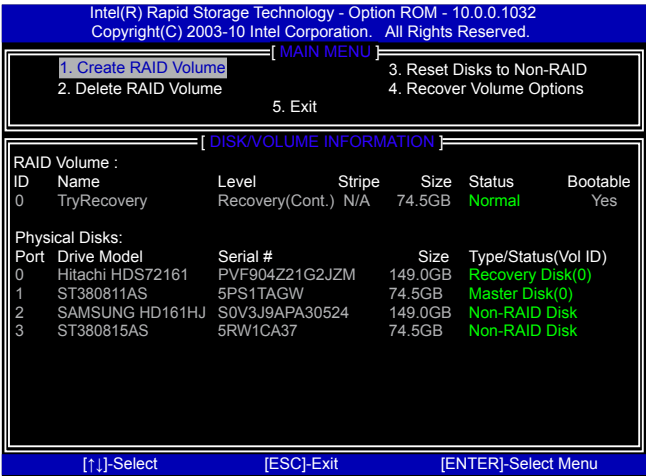 Intel(R) Rapid Storage Technology - Option ROM - 10.0.0.1032
Copyright(C) 2003-10 Intel Corporation. All Rights Reserved.
[ MAIN MENU ]
1. Create RAID Volume 3. Reset Disks to Non-RAID
2. Delete RAID Volume 4. Recover Volume Options
5. Exit
[ DISK/VOLUME INFORMATION ]
RAID Volume :
ID Name Level Stripe Size Status Bootable
0 TryRecovery Recovery(Cont.) N/A 74.5GB Normal Yes
Physical Disks:
Port Drive Model Serial # Size Type/Status(Vol ID)
0 Hitachi HDS72161 PVF904Z21G2JZM 149.0GB Recovery Disk(0)
1 ST380811AS 5PS1TAGW 74.5GB Master Disk(0)
2 SAMSUNG HD161HJ S0V3J9APA30524 149.0GB Non-RAID Disk
3 ST380815AS 5RW1CA37 74.5GB Non-RAID Disk
[↑↓]-Select [ESC]-Exit [ENTER]-Select Menu